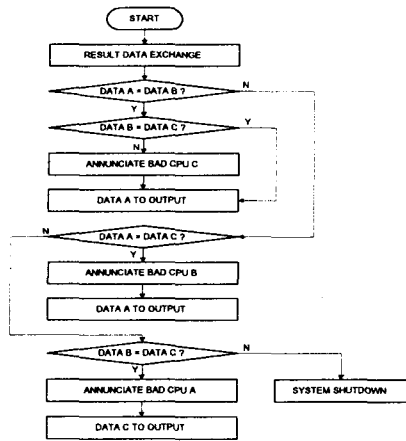 START
RESULT DATA EXCHANGE
DATA A = DATA B ?
N
Y
DATA B = DATA C ?
Y
N
ANNUNCIATE BAD CPU C
DATA A TO OUTPUT
N
DATA A = DATA C ?
Y
ANNUNCIATE BAD CPU B
DATA A TO OUTPUT
DATA B = DATA C ?
N
Y
ANNUNCIATE BAD CPU A
SYSTEM SHUTDOWN
DATA C TO OUTPUT